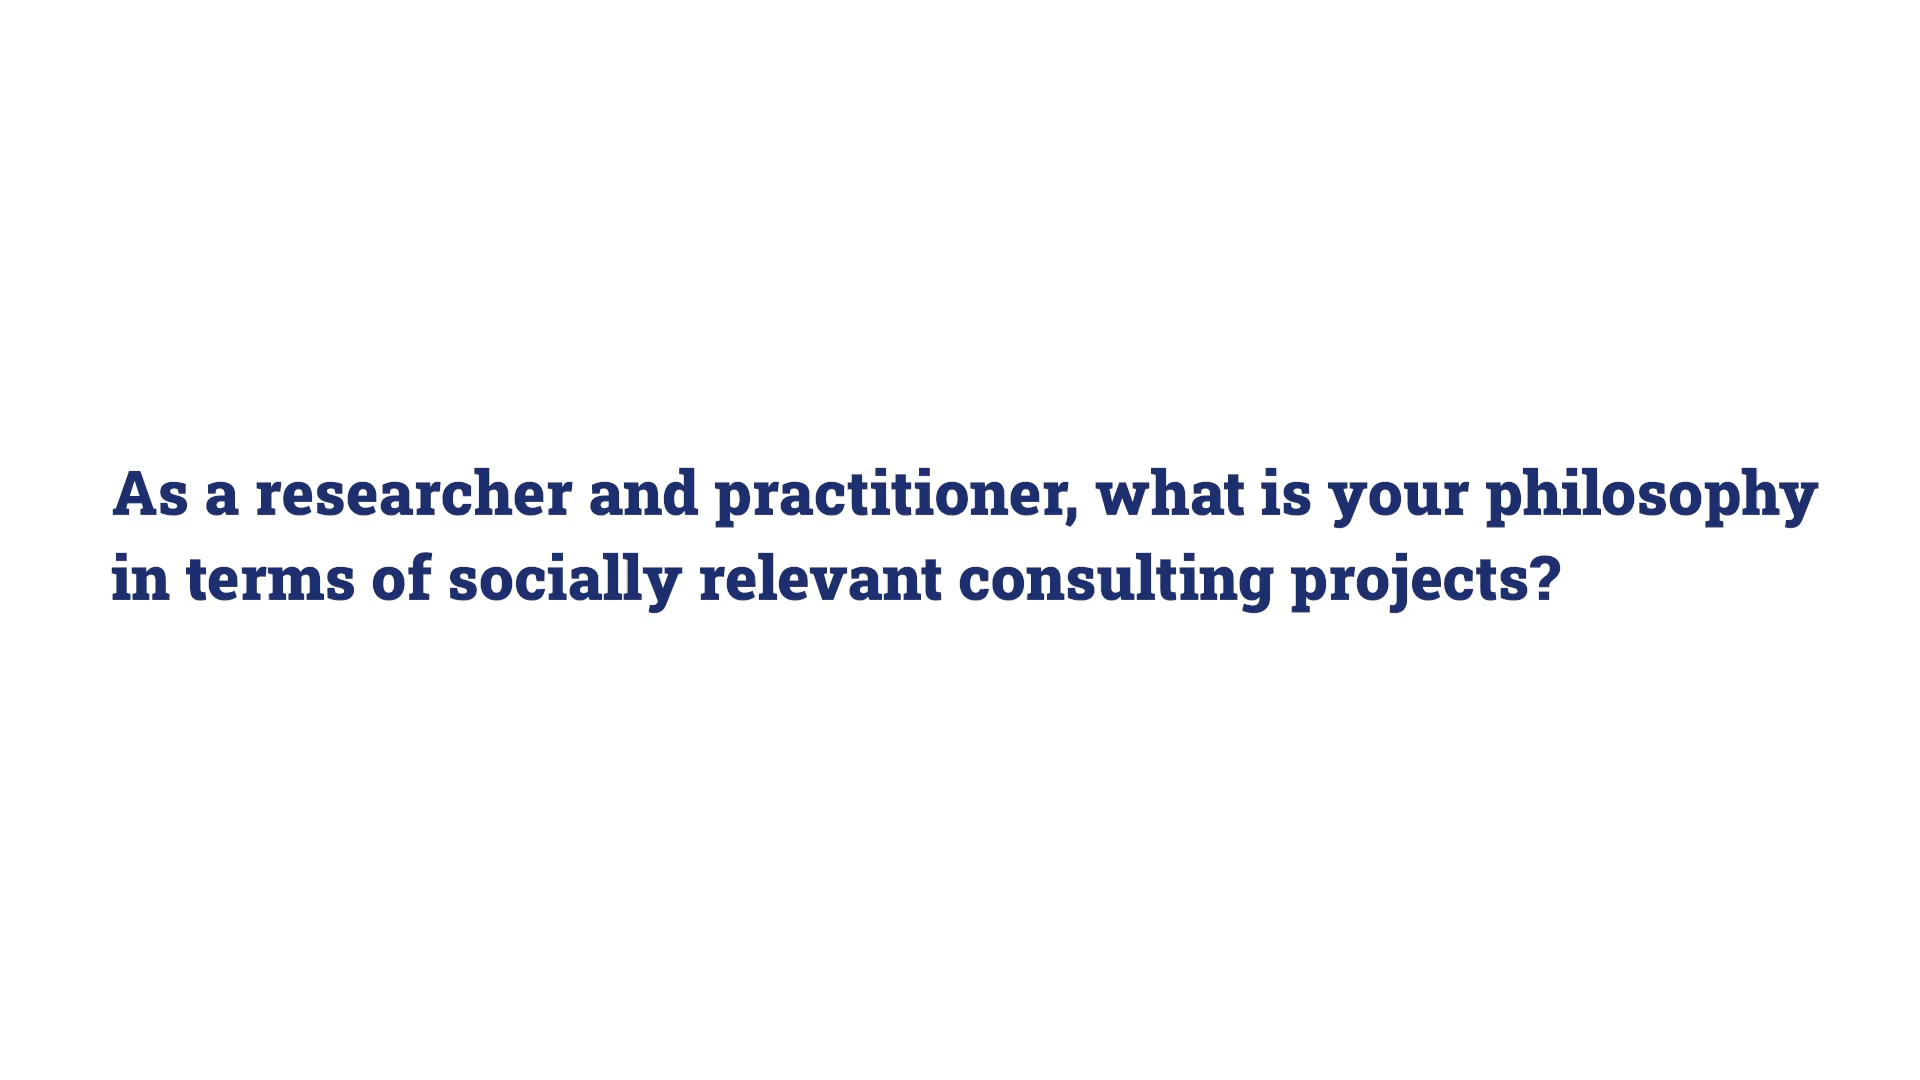 As a researcher and practitioner, what is your philosophy
in terms of socially relevant consulting projects?